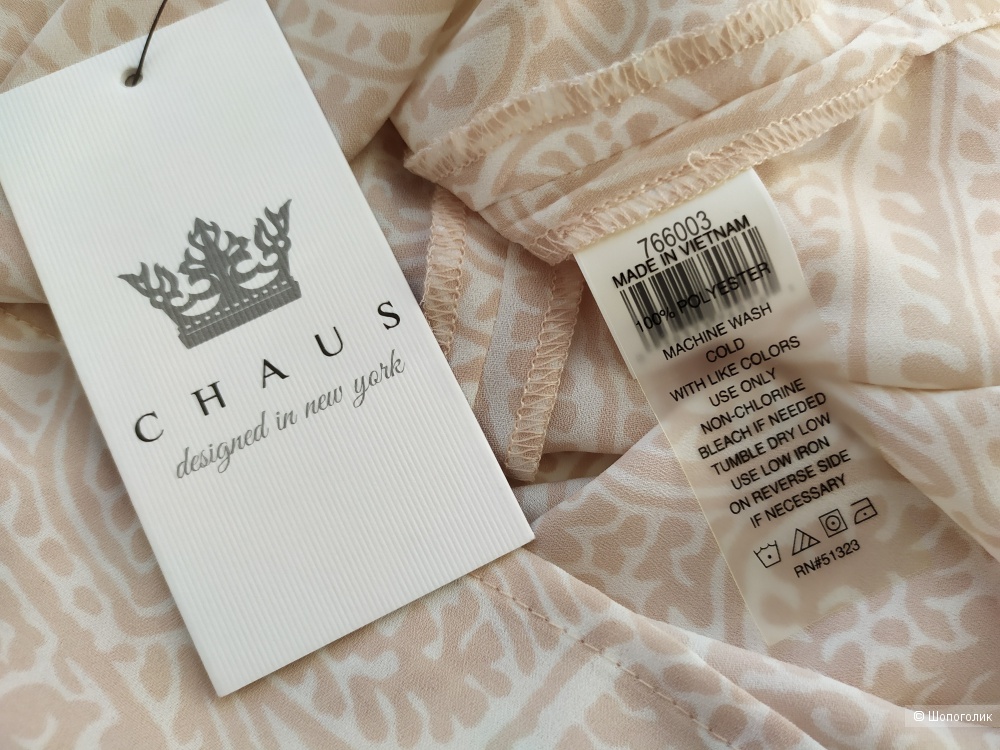 CHAUS
designed in new york
766003
MADE IN VIETNAM
100% POLYESTER
MACHINE WASH
COLD
WITH LIKE COLORS
USE ONLY
NON-CHLORINE
BLEACH IF NEEDED
TUMBLE DRY LOW
USE LOW IRON
ON REVERSE SIDE
IF NECESSARY
RN#51323
© Шопоголик